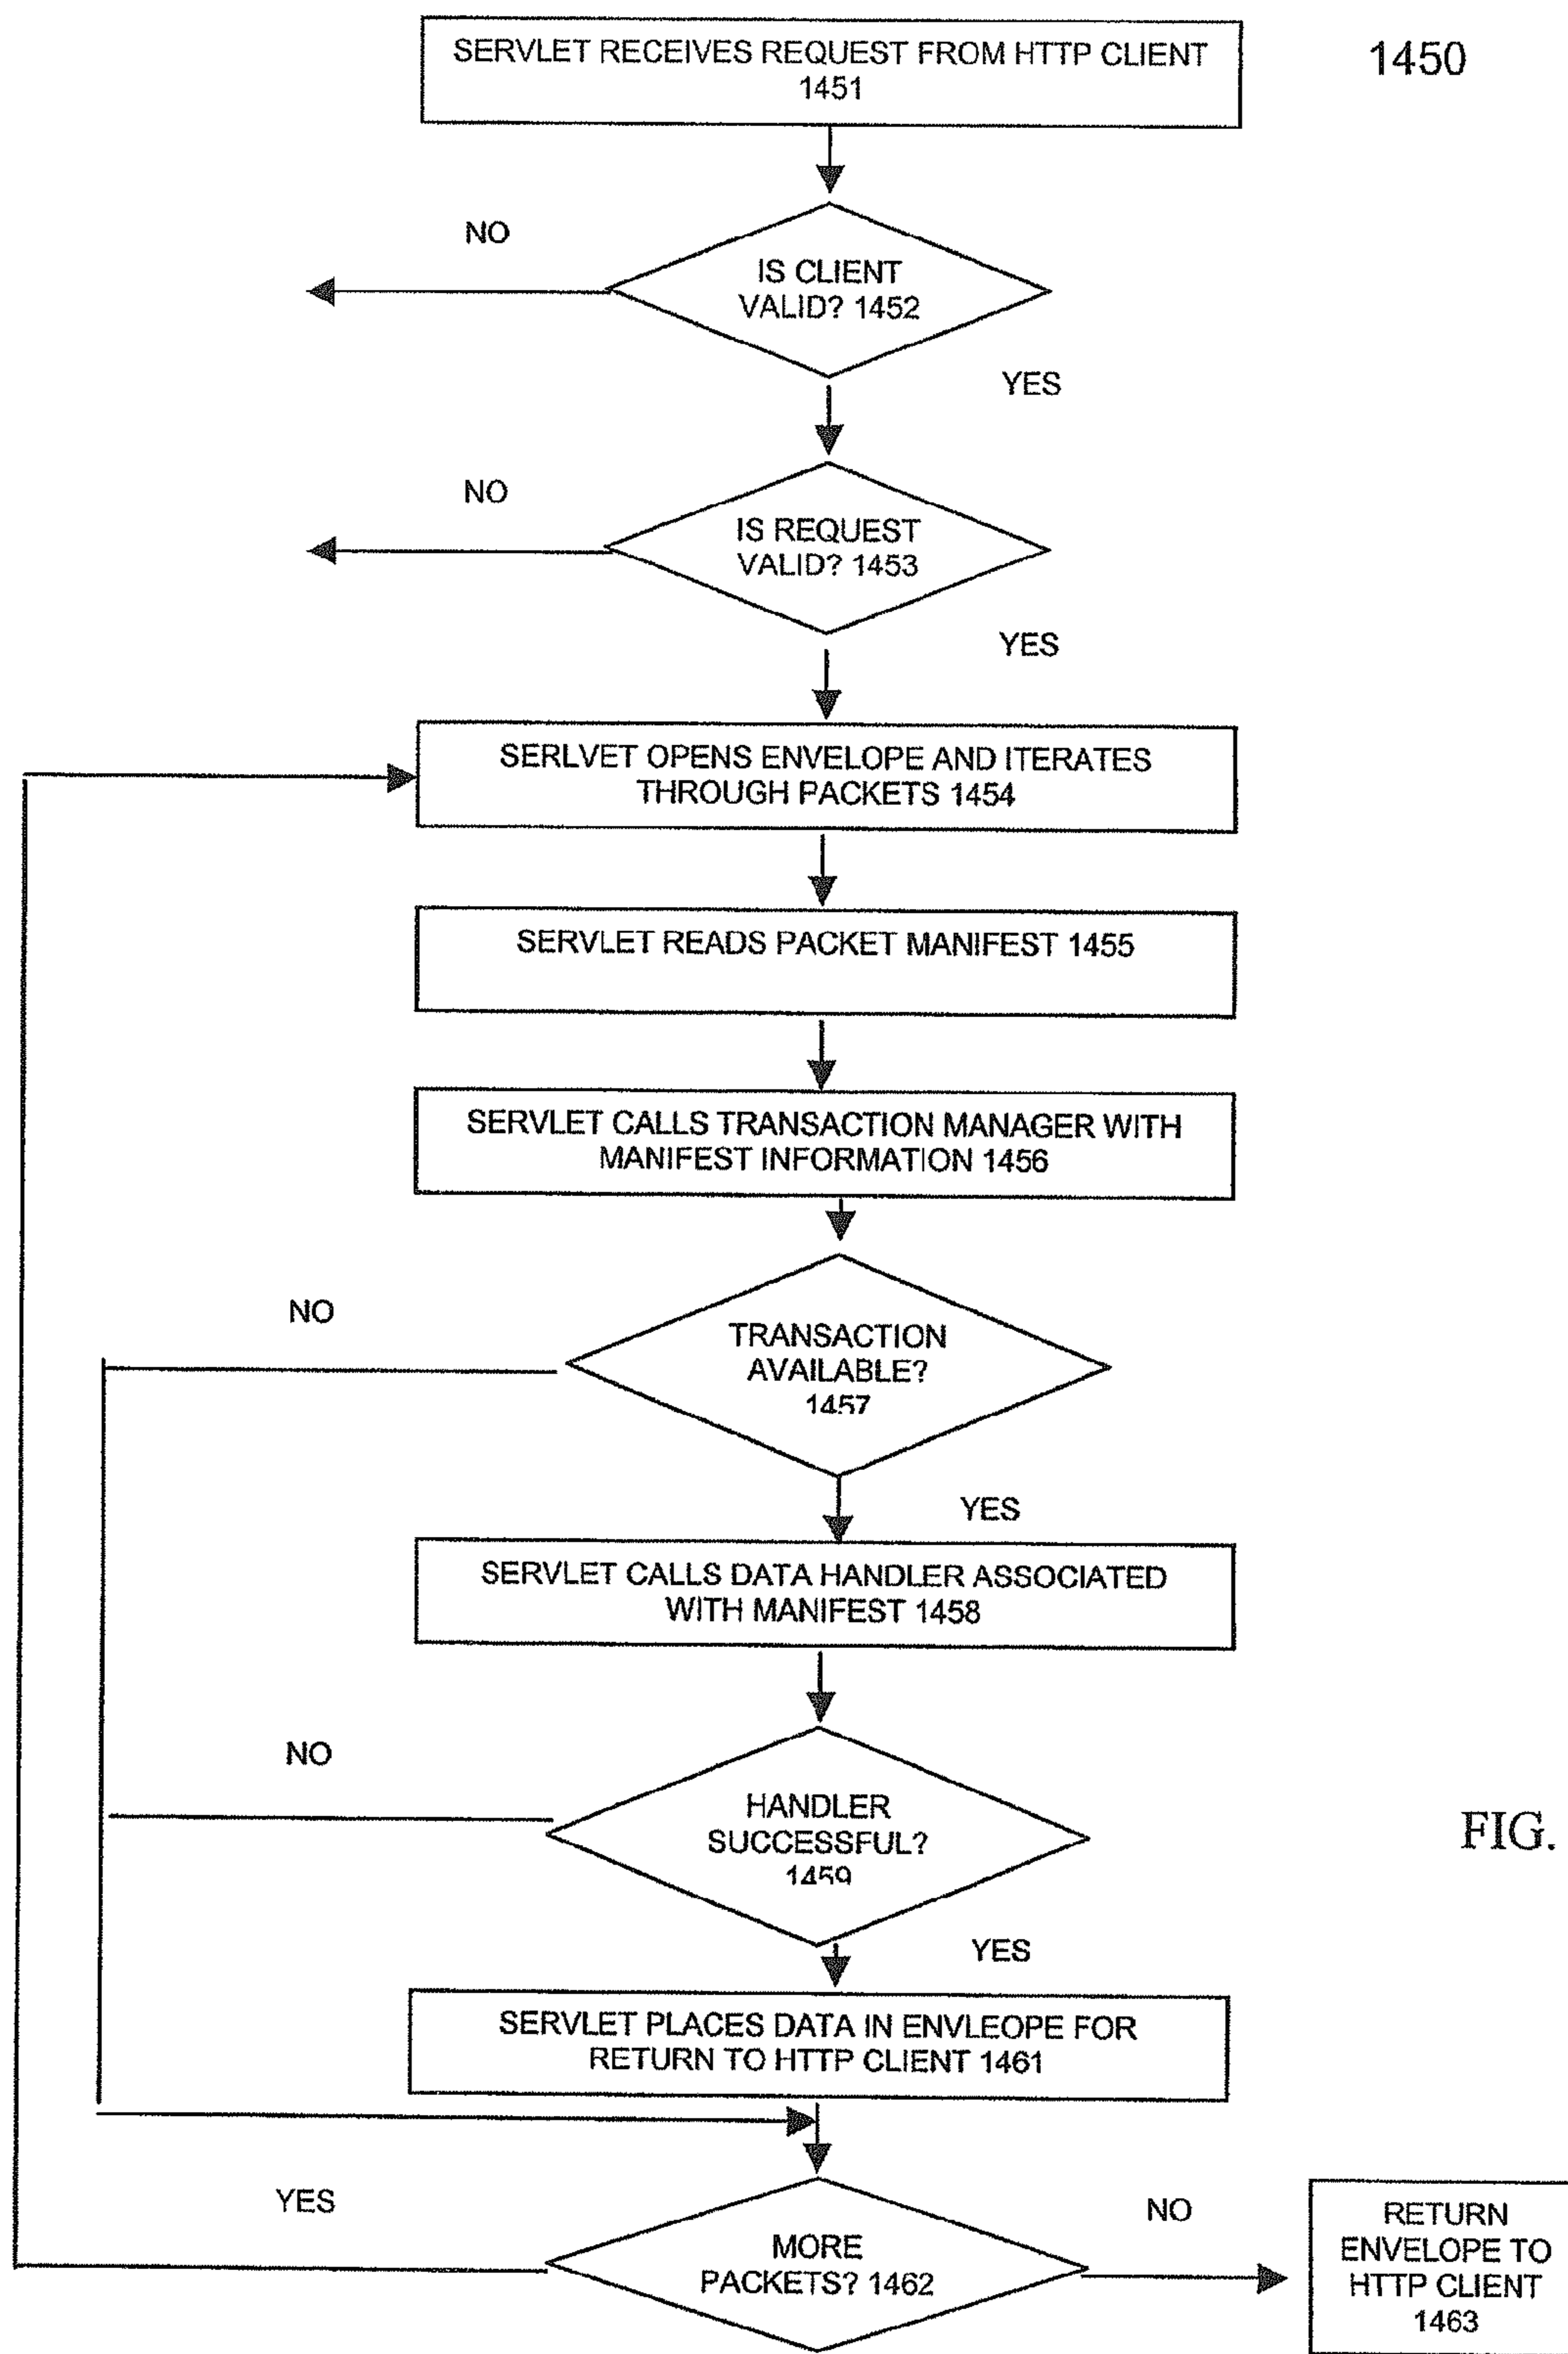 SERVLET RECEIVES REQUEST FROM HTTP CLIENT
1451
1450
NO
IS CLIENT
VALID? 1452
YES
NO
IS REQUEST
VALID? 1453
YES
SERLVET OPENS ENVELOPE AND ITERATES
THROUGH PACKETS 1454
SERVLET READS PACKET MANIFEST 1455
SERVLET CALLS TRANSACTION MANAGER WITH
MANIFEST INFORMATION 1456
NO
TRANSACTION
AVAILABLE?
1457
YES
SERVLET CALLS DATA HANDLER ASSOCIATED
WITH MANIFEST 1458
NO
HANDLER
SUCCESSFUL?
1459
FIG.
YES
SERVLET PLACES DATA IN ENVLEOPE FOR
RETURN TO HTTP CLIENT 1461
YES
MORE
PACKETS? 1462
NO
RETURN
ENVELOPE TO
HTTP CLIENT
1463